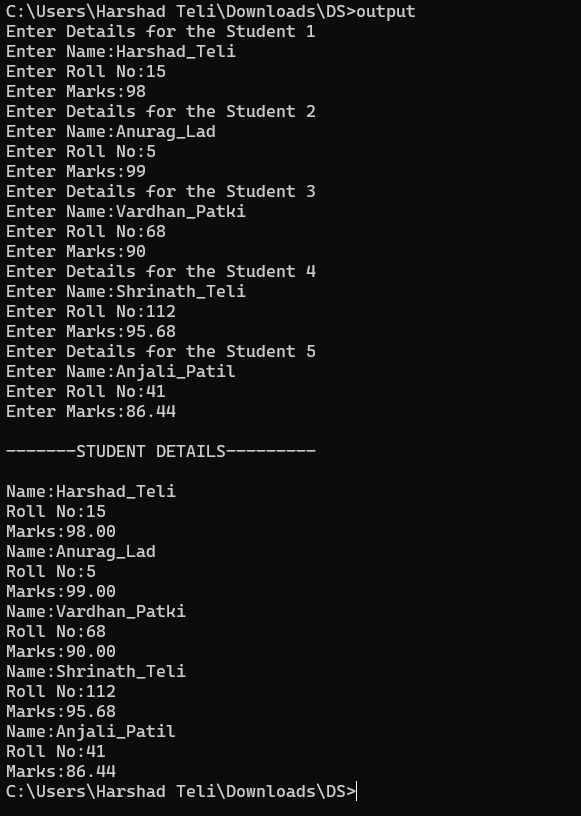 C:\Users\Harshad Teli\Downloads\DS>output
Enter Details for the Student 1
Enter Name:Harshad_Teli
Enter Roll No:15
Enter Marks:98
Enter Details for the Student 2
Enter Name:Anurag_Lad
Enter Roll No:5
Enter Marks:99
Enter Details for the Student 3
Enter Name:Vardhan_Patki
Enter Roll No:68
Enter Marks:90
Enter Details for the Student 4
Enter Name:Shrinath_Teli
Enter Roll No:112
Enter Marks:95.68
Enter Details for the Student 5
Enter Name:Anjali_Patil
Enter Roll No:41
Enter Marks:86.44
-------STUDENT DETAILS---------
Name:Harshad_Teli
Roll No:15
Marks:98.00
Name:Anurag_Lad
Roll No:5
Marks:99.00
Name:Vardhan_Patki
Roll No:68
Marks:90.00
Name:Shrinath_Teli
Roll No:112
Marks:95.68
Name:Anjali_Patil
Roll No:41
Marks:86.44
C:\Users\Harshad Teli\Downloads\DS>